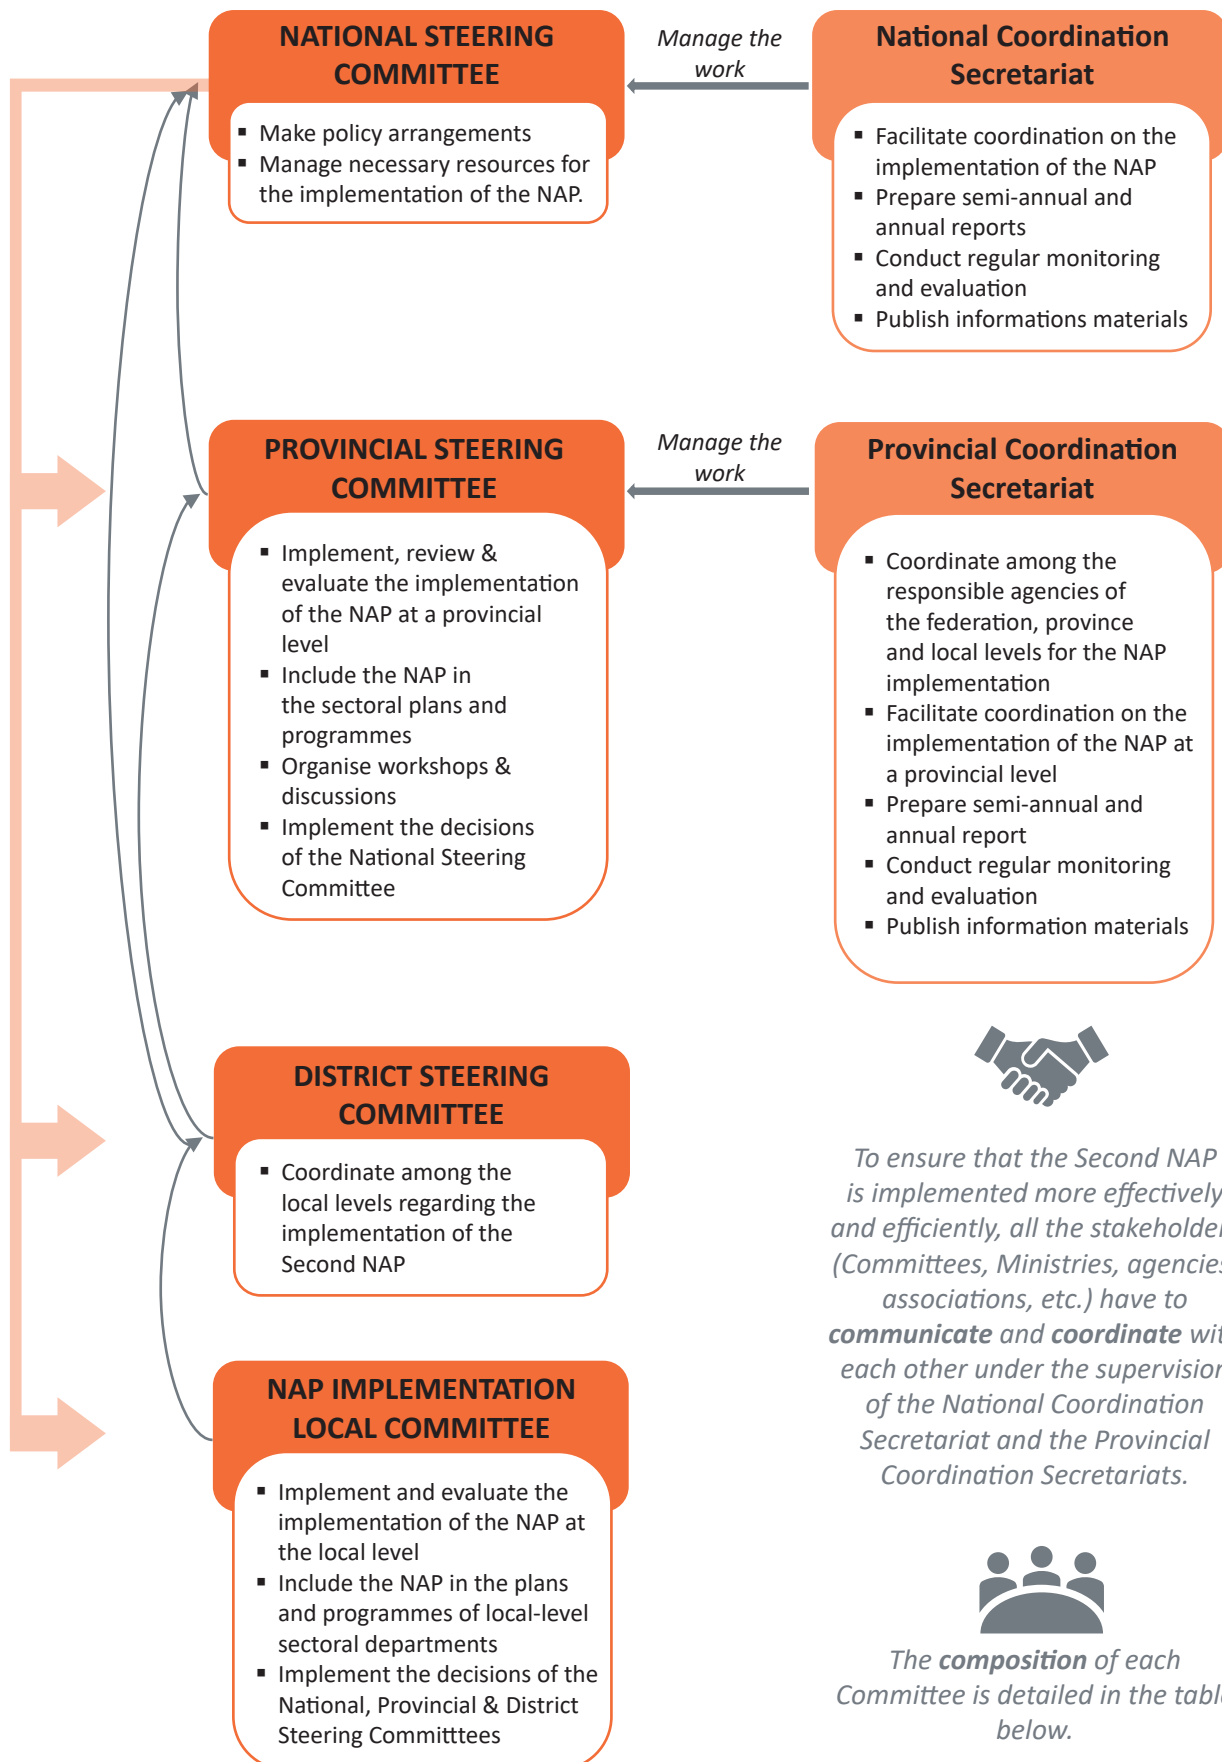 NATIONAL STEERING
COMMITTEE
▪ Make policy arrangements
▪ Manage necessary resources for
the implementation of the NAP.
Manage the
work
National Coordination
Secretariat
▪ Facilitate coordination on the
implementation of the NAP
▪ Prepare semi-annual and
annual reports
▪ Conduct regular monitoring
and evaluation
▪ Publish informations materials
PROVINCIAL STEERING
COMMITTEE
▪ Implement, review &
evaluate the implementation
of the NAP at a provincial
level
▪ Include the NAP in
the sectoral plans and
programmes
▪ Organise workshops &
discussions
▪ Implement the decisions
of the National Steering
Committee
Manage the
work
Provincial Coordination
Secretariat
▪ Coordinate among the
responsible agencies of
the federation, province
and local levels for the NAP
implementation
▪ Facilitate coordination on the
implementation of the NAP at
a provincial level
▪ Prepare semi-annual and
annual report
▪ Conduct regular monitoring
and evaluation
▪ Publish information materials
DISTRICT STEERING
COMMITTEE
▪ Coordinate among the
local levels regarding the
implementation of the
Second NAP
NAP IMPLEMENTATION
LOCAL COMMITTEE
▪ Implement and evaluate the
implementation of the NAP at
the local level
▪ Include the NAP in the plans
and programmes of local-level
sectoral departments
▪ Implement the decisions of the
National, Provincial & District
Steering Committtees
To ensure that the Second NAP
is implemented more effectively
and efficiently, all the stakeholder
(Committees, Ministries, agencies
associations, etc.) have to
communicate and coordinate wit
each other under the supervision
of the National Coordination
Secretariat and the Provincial
Coordination Secretariats.
The composition of each
Committee is detailed in the tabl
below.